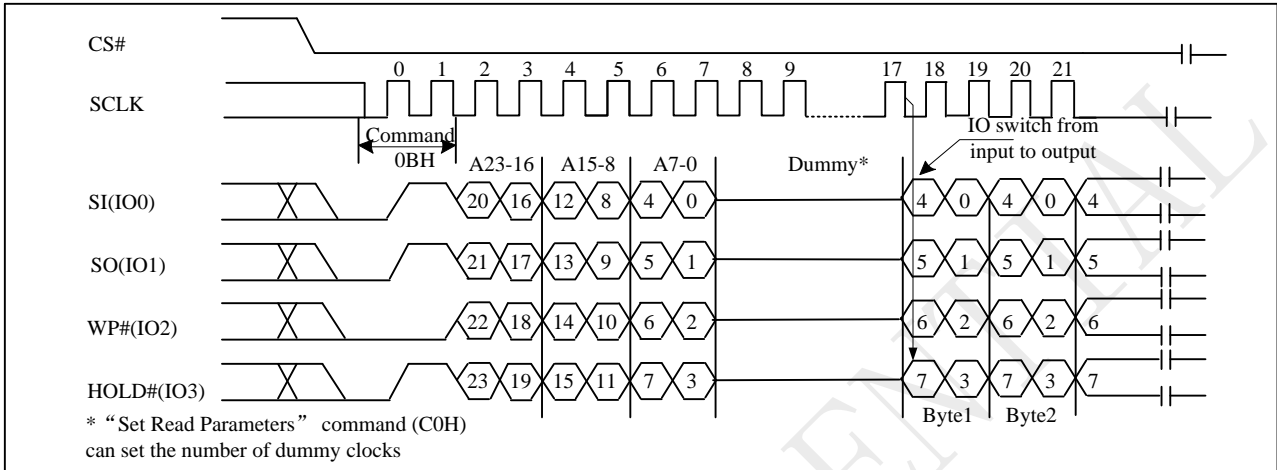 CS#
0 1 2 3 4 5 6 7 8 9 17 18 19 20 21
SCLK
Command
0BH
IO switch from
input to output
A23-16 A15-8 A7-0 Dummy*
SI(IO0) 20 16 12 8 4 0 4 0 4 0 4
SO(IO1) 21 17 13 9 5 1 5 1 5 1 5
WP#(IO2) 22 18 14 10 6 2 6 2 6 2 6
HOLD#(IO3) 23 19 15 11 7 3 7 3 7 3 7
Byte1 Byte2
* “Set Read Parameters” command (C0H)
can set the number of dummy clocks
ENTIAL